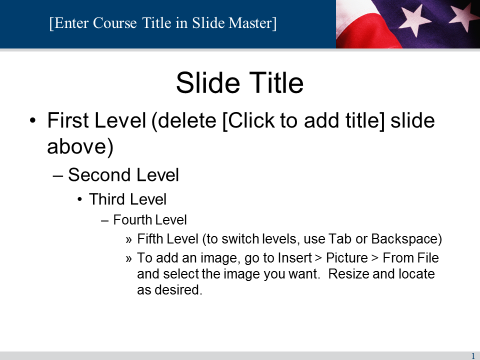 [Enter Course Title in Slide Master]
Slide Title
• First Level (delete [Click to add title] slide
above)
– Second Level
• Third Level
– Fourth Level
» Fifth Level (to switch levels, use Tab or Backspace)
» To add an image, go to Insert > Picture > From File
and select the image you want.  Resize and locate
as desired.
1